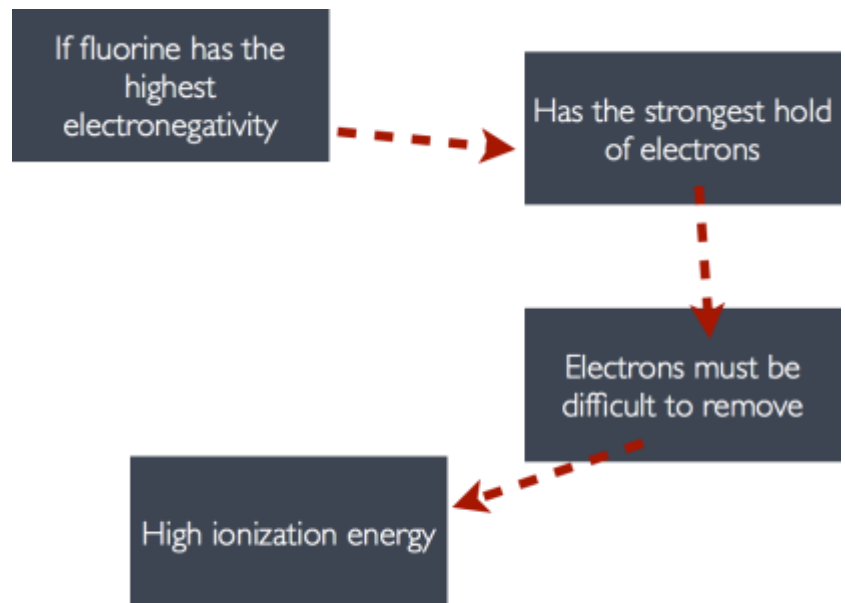 If fluorine has the
highest
electronegativity
Has the strongest hold
of electrons
Electrons must be
difficult to remove
High ionization energy